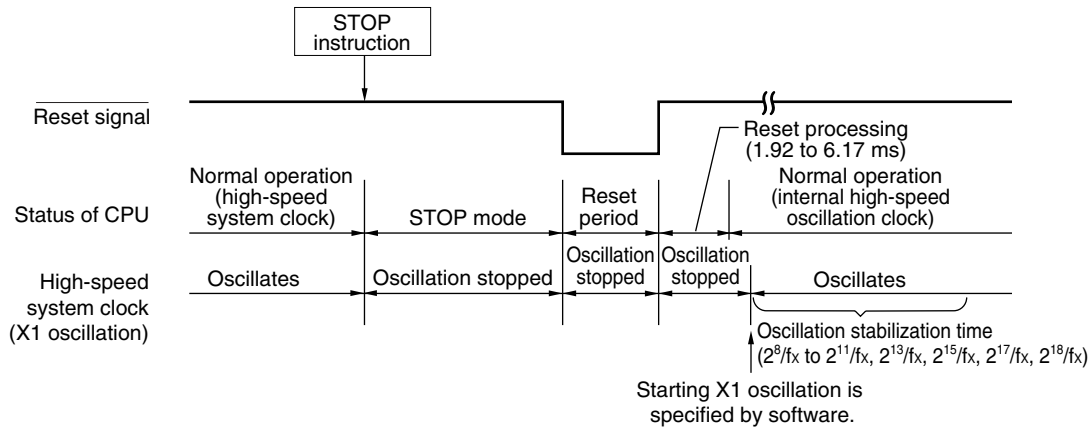 STOP
instruction
Reset signal
Reset processing
(1.92 to 6.17 ms)
Status of CPU
Normal operation
(high-speed
system clock)
STOP mode
Reset
period
Normal operation
(internal high-speed
oscillation clock)
High-speed
system clock
(X1 oscillation)
Oscillates
Oscillation stopped
Oscillation
stopped
Oscillation
stopped
Oscillates
Oscillation stabilization time
(2⁸/fx to 2¹¹/fx, 2¹³/fx, 2¹⁵/fx, 2¹⁷/fx, 2¹⁸/fx)
Starting X1 oscillation is
specified by software.